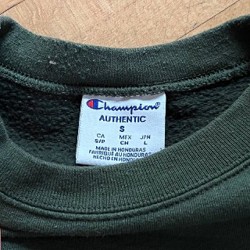 Champion
AUTHENTIC
S
CA MEX JPN
S/P CH L
MADE IN HONDURAS
FABRIQUÉ AU HONDURAS
HECHO EN HONDURAS